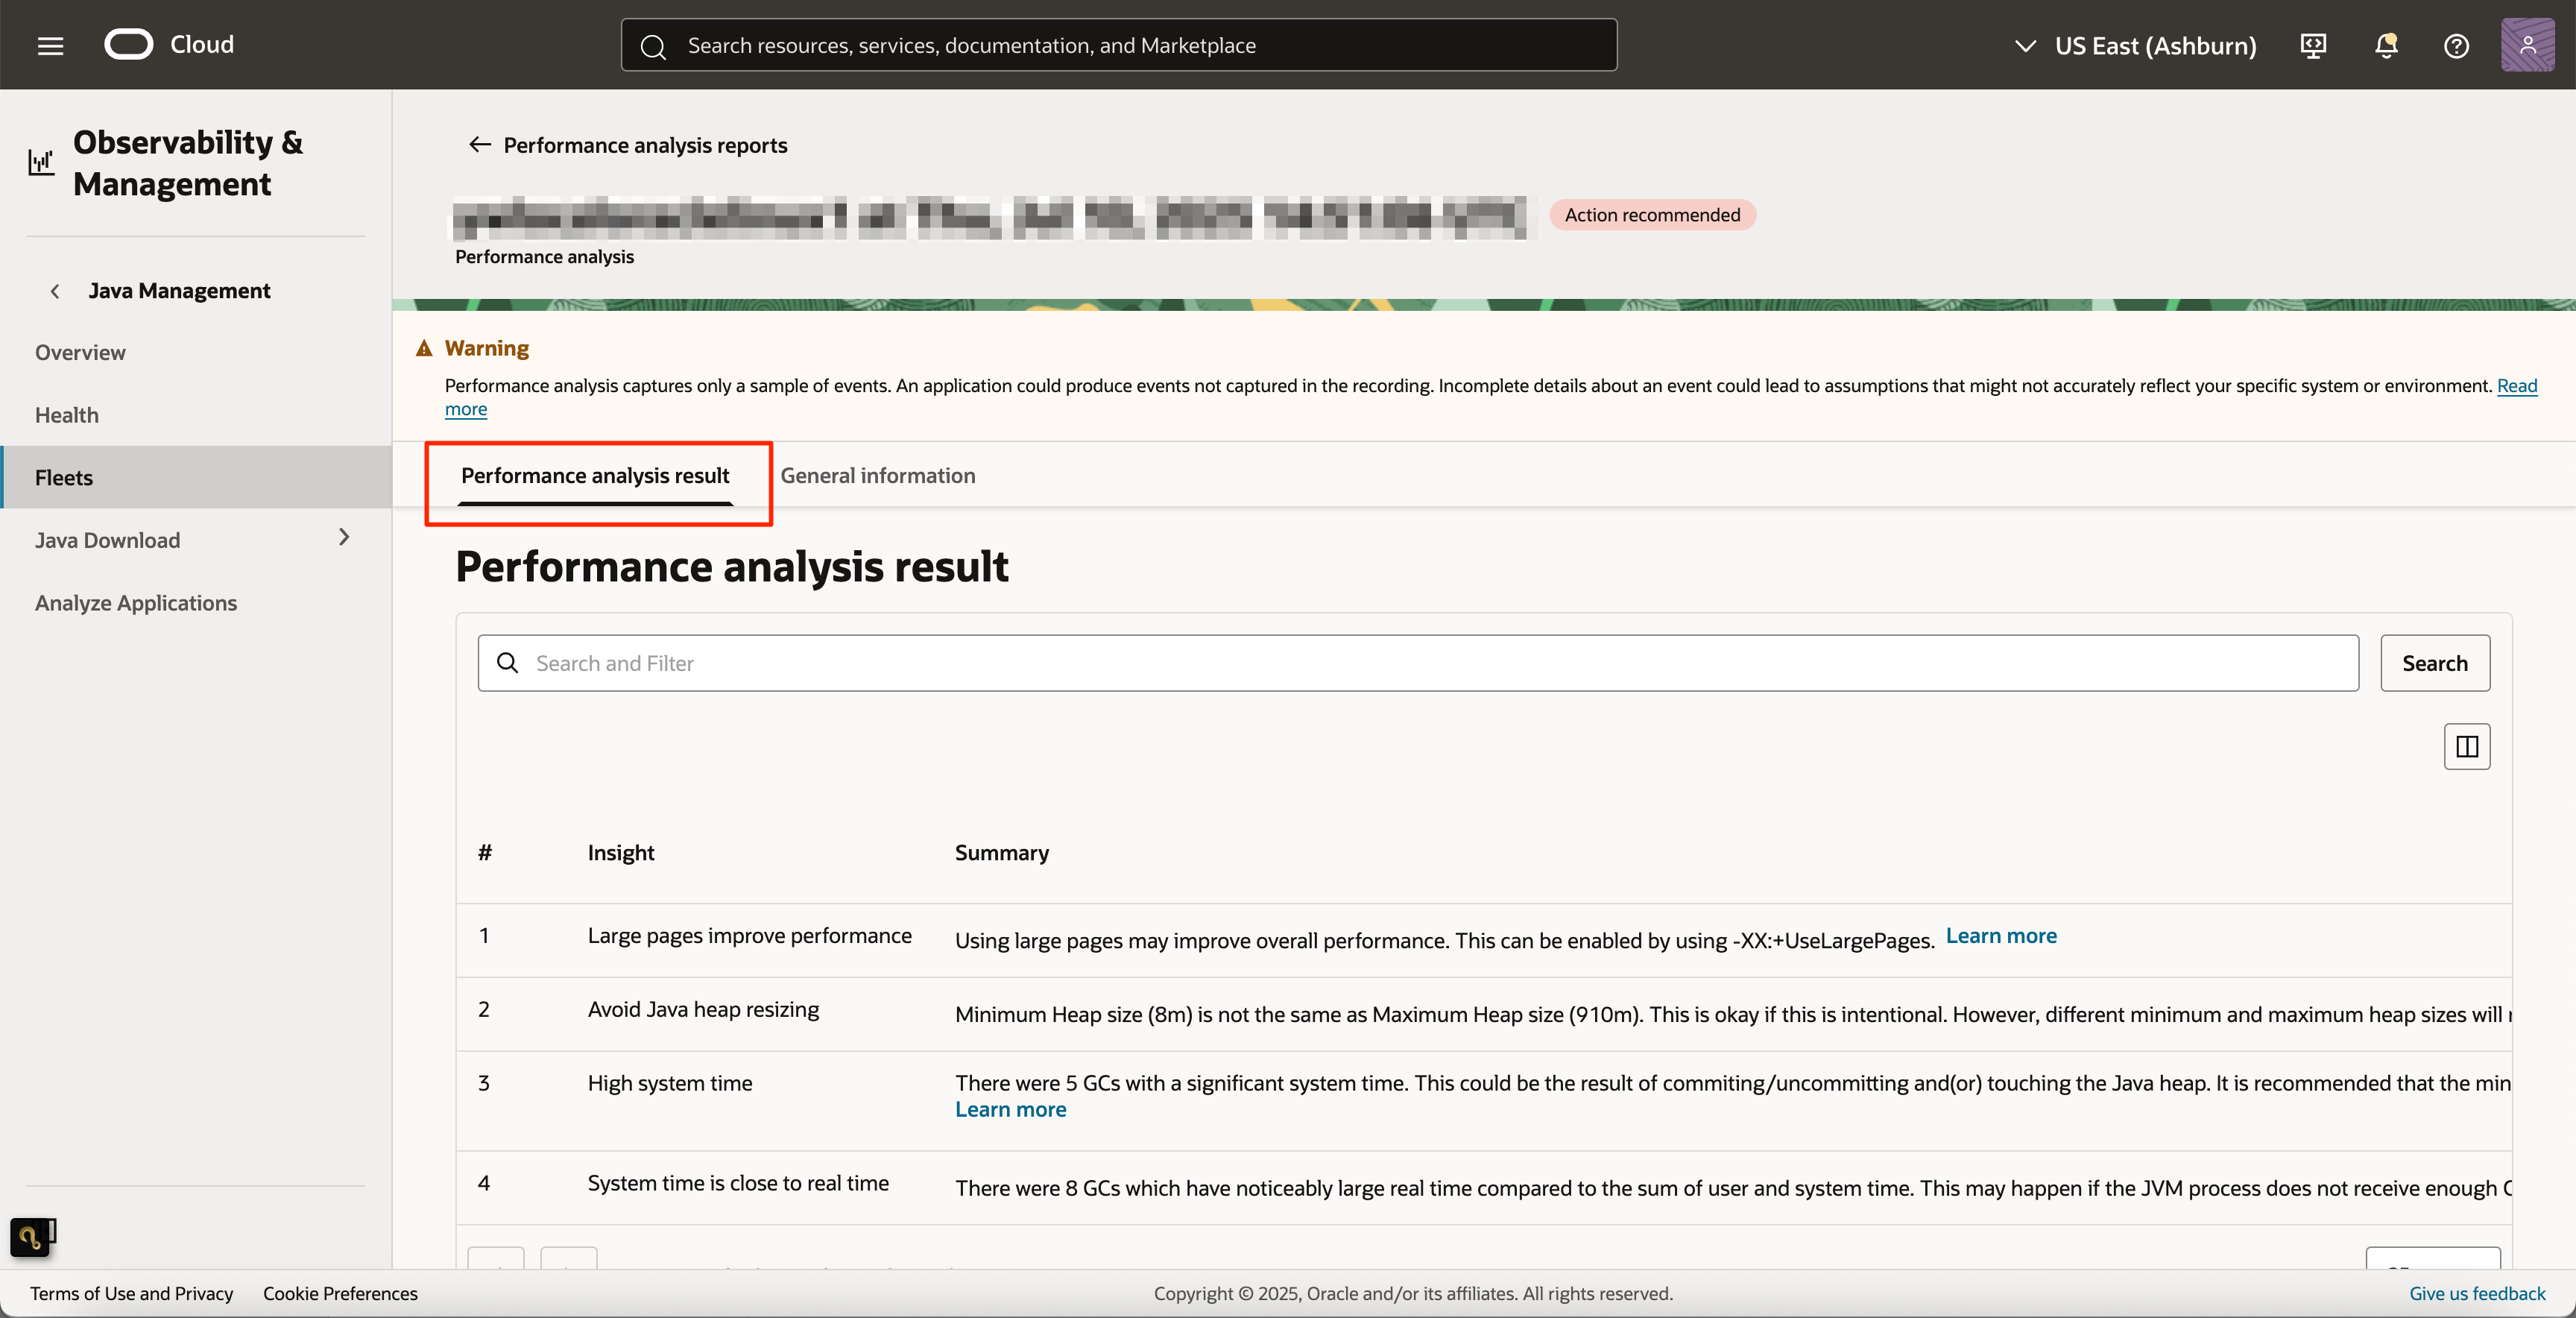 Cloud
Search resources, services, documentation, and Marketplace
US East (Ashburn)
Observability &
Management
Java Management
Overview
Health
Fleets
Java Download
Analyze Applications
Performance analysis reports
Action recommended
Performance analysis
Warning
Performance analysis captures only a sample of events. An application could produce events not captured in the recording. Incomplete details about an event could lead to assumptions that might not accurately reflect your specific system or environment. Read
more
Performance analysis result General information
Performance analysis result
Search and Filter
Search
# Insight Summary
1 Large pages improve performance Using large pages may improve overall performance. This can be enabled by using -XX:+UseLargePages. Learn more
2 Avoid Java heap resizing Minimum Heap size (8m) is not the same as Maximum Heap size (910m). This is okay if this is intentional. However, different minimum and maximum heap sizes will
3 High system time There were 5 GCs with a significant system time. This could be the result of commiting/uncommitting and(or) touching the Java heap. It is recommended that the min
Learn more
4 System time is close to real time There were 8 GCs which have noticeably large real time compared to the sum of user and system time. This may happen if the JVM process does not receive enough
Terms of Use and Privacy Cookie Preferences
Copyright © 2025, Oracle and/or its affiliates. All rights reserved.
Give us feedback